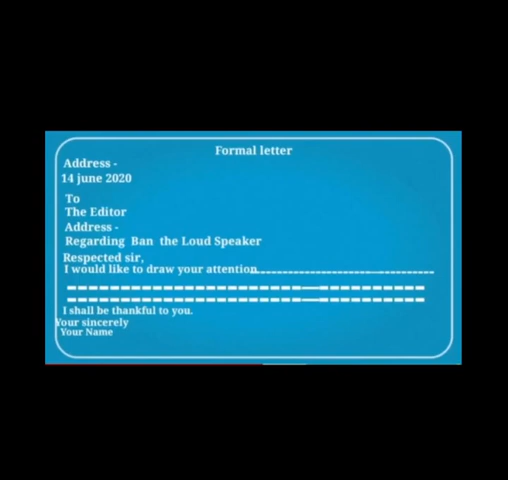 Formal letter
Address -
14 june 2020
To
The Editor
Address -
Regarding Ban the Loud Speaker
Respected sir,
I would like to draw your attention
I shall be thankful to you.
Your sincerely
Your Name